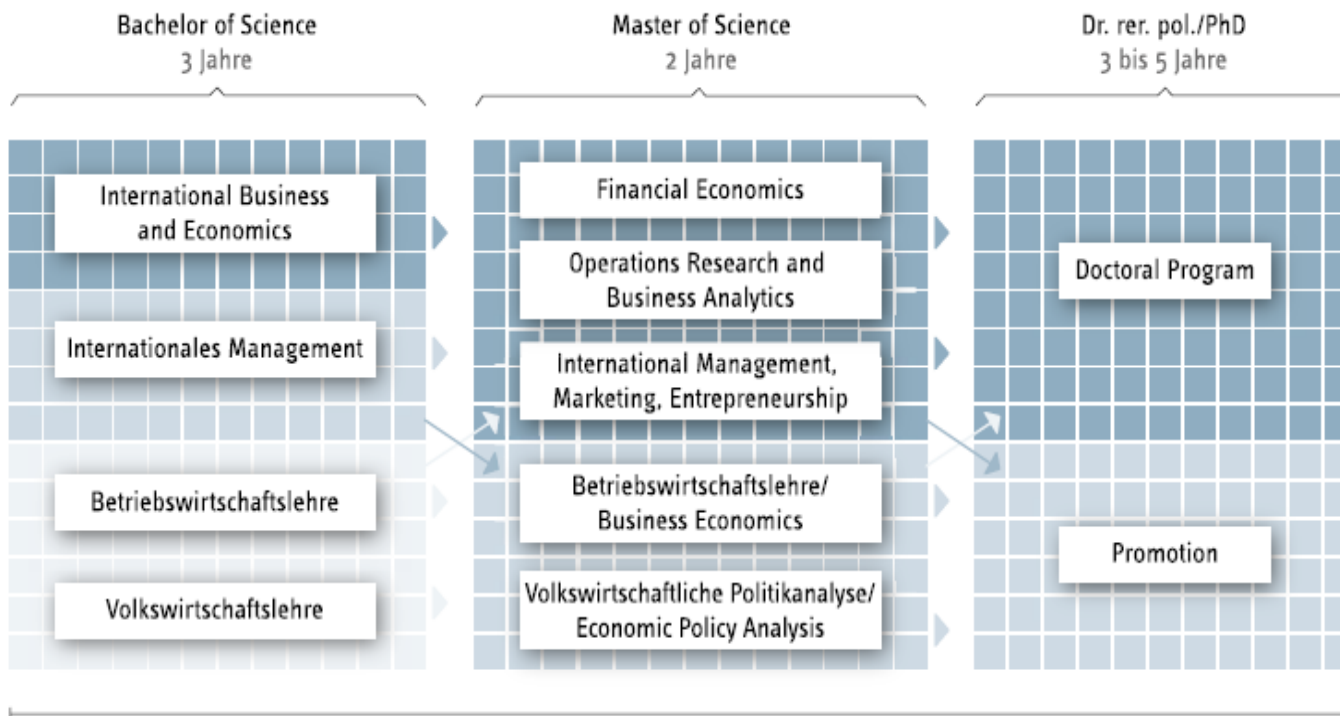 Bachelor of Science
3 Jahre
Master of Science
2 Jahre
Dr. rer. pol./PhD
3 bis 5 Jahre
International Business
and Economics
Internationales Management
Betriebswirtschaftslehre
Volkswirtschaftslehre
Financial Economics
Operations Research and
Business Analytics
International Management,
Marketing, Entrepreneurship
Betriebswirtschaftslehre/
Business Economics
Volkswirtschaftliche Politikanalyse/
Economic Policy Analysis
Doctoral Program
Promotion